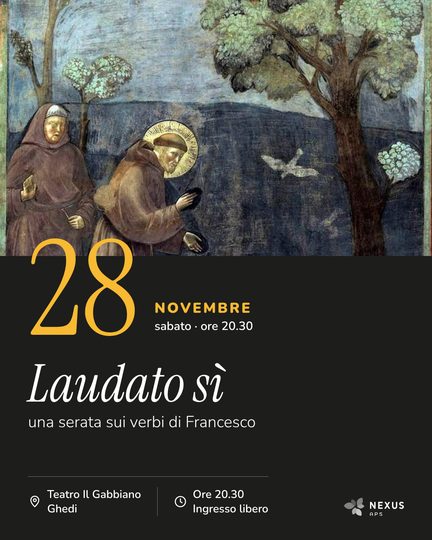 28
NOVEMBRE
sabato · ore 20.30
Laudato sì
una serata sui verbi di Francesco
Teatro Il Gabbiano
Ghedi
Ore 20.30
Ingresso libero
NEXUS
APS